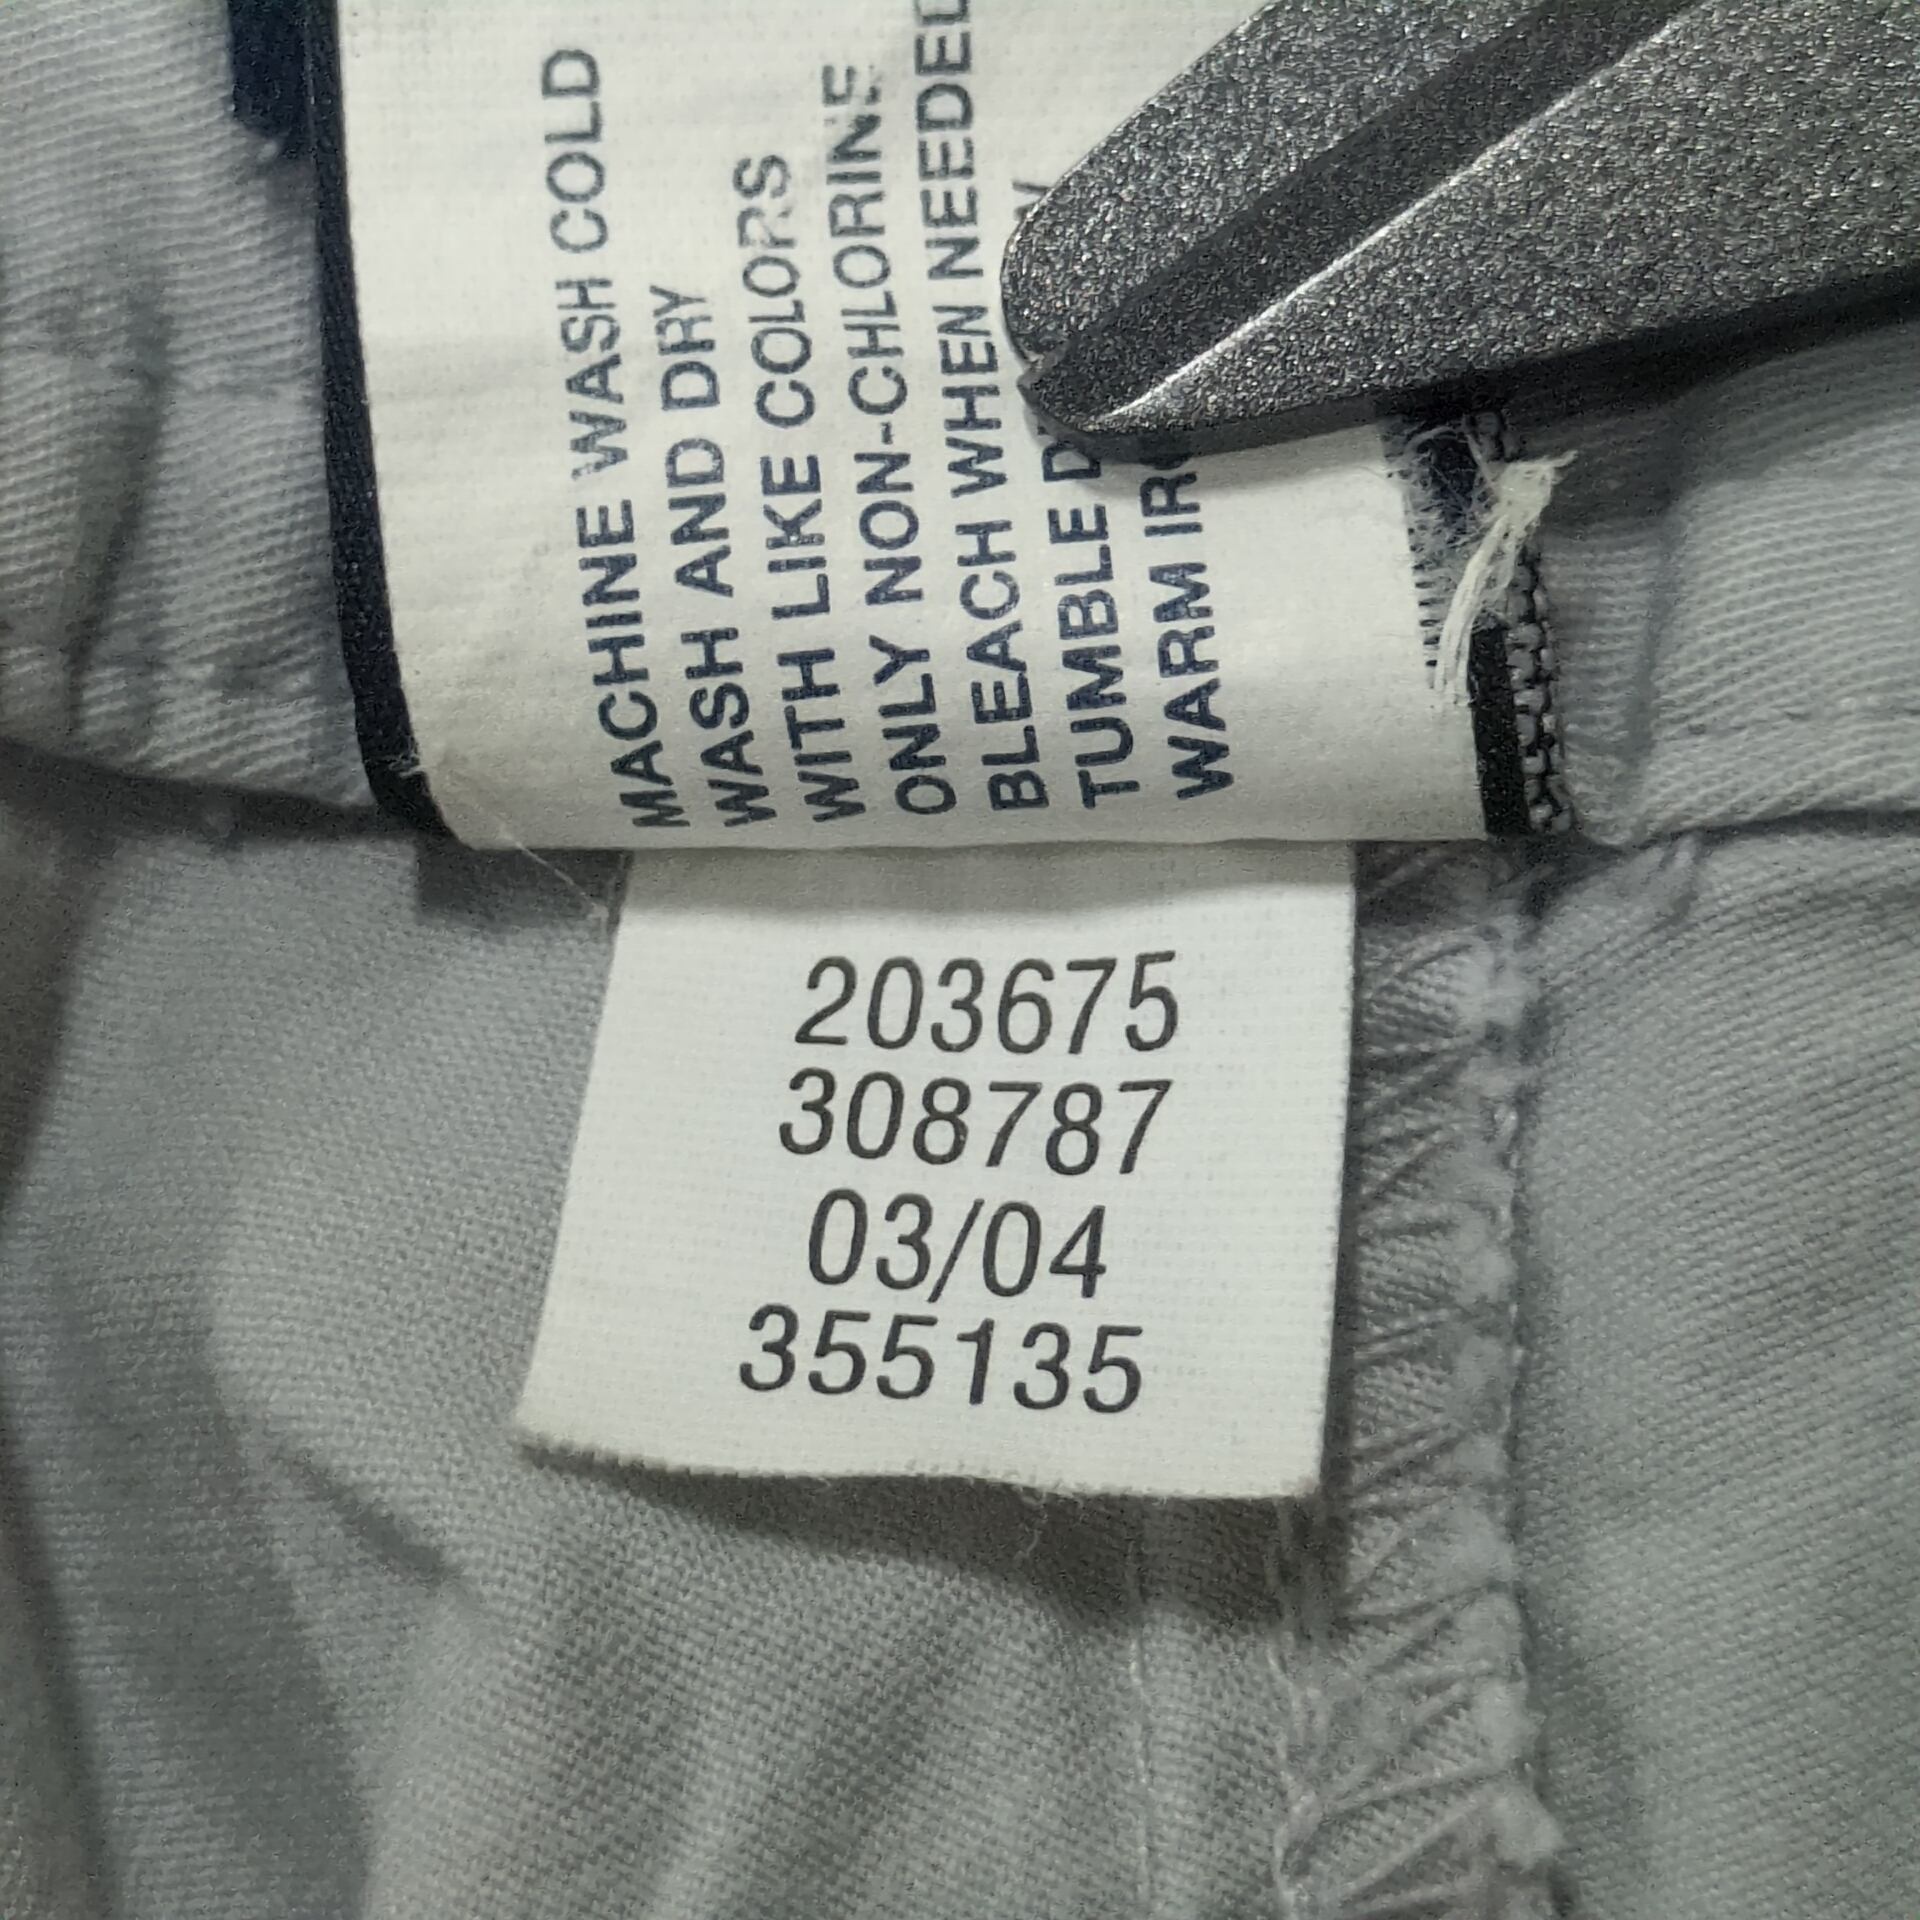 MACHINE WASH COLD
WASH AND DRY
WITH LIKE COLORS
ONLY NON-CHLORINE
BLEACH WHEN NEEDED
TUMBLE
WARM
203675
308787
03/04
355135